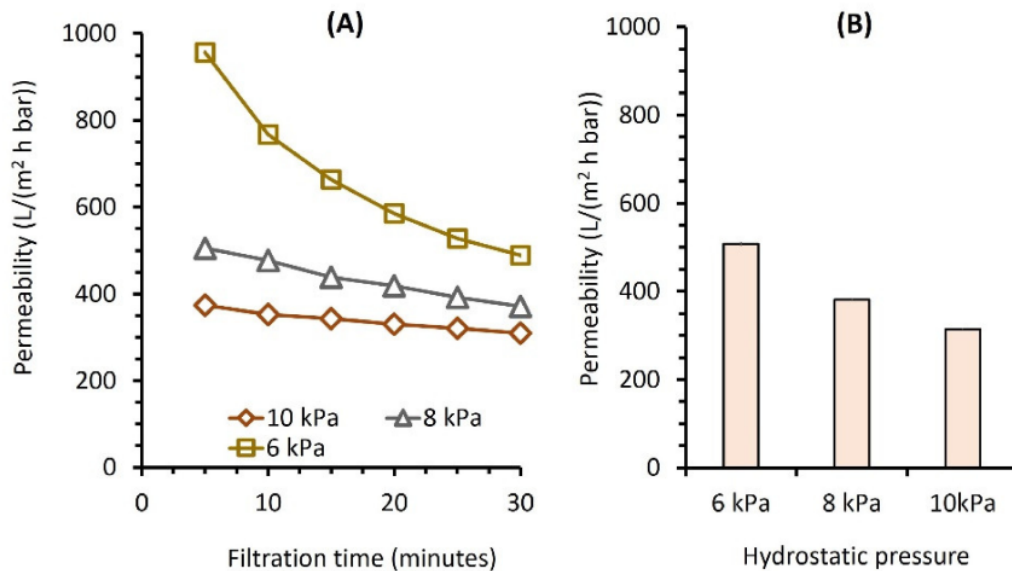 (A)
Permeability (L/(m² h bar))
1000
800
600
400
200
0
0 10 20 30
10 kPa 8 kPa
6 kPa
Filtration time (minutes)
(B)
Permeability (L/(m² h bar))
1000
800
600
400
200
0
6 kPa 8 kPa 10kPa
Hydrostatic pressure